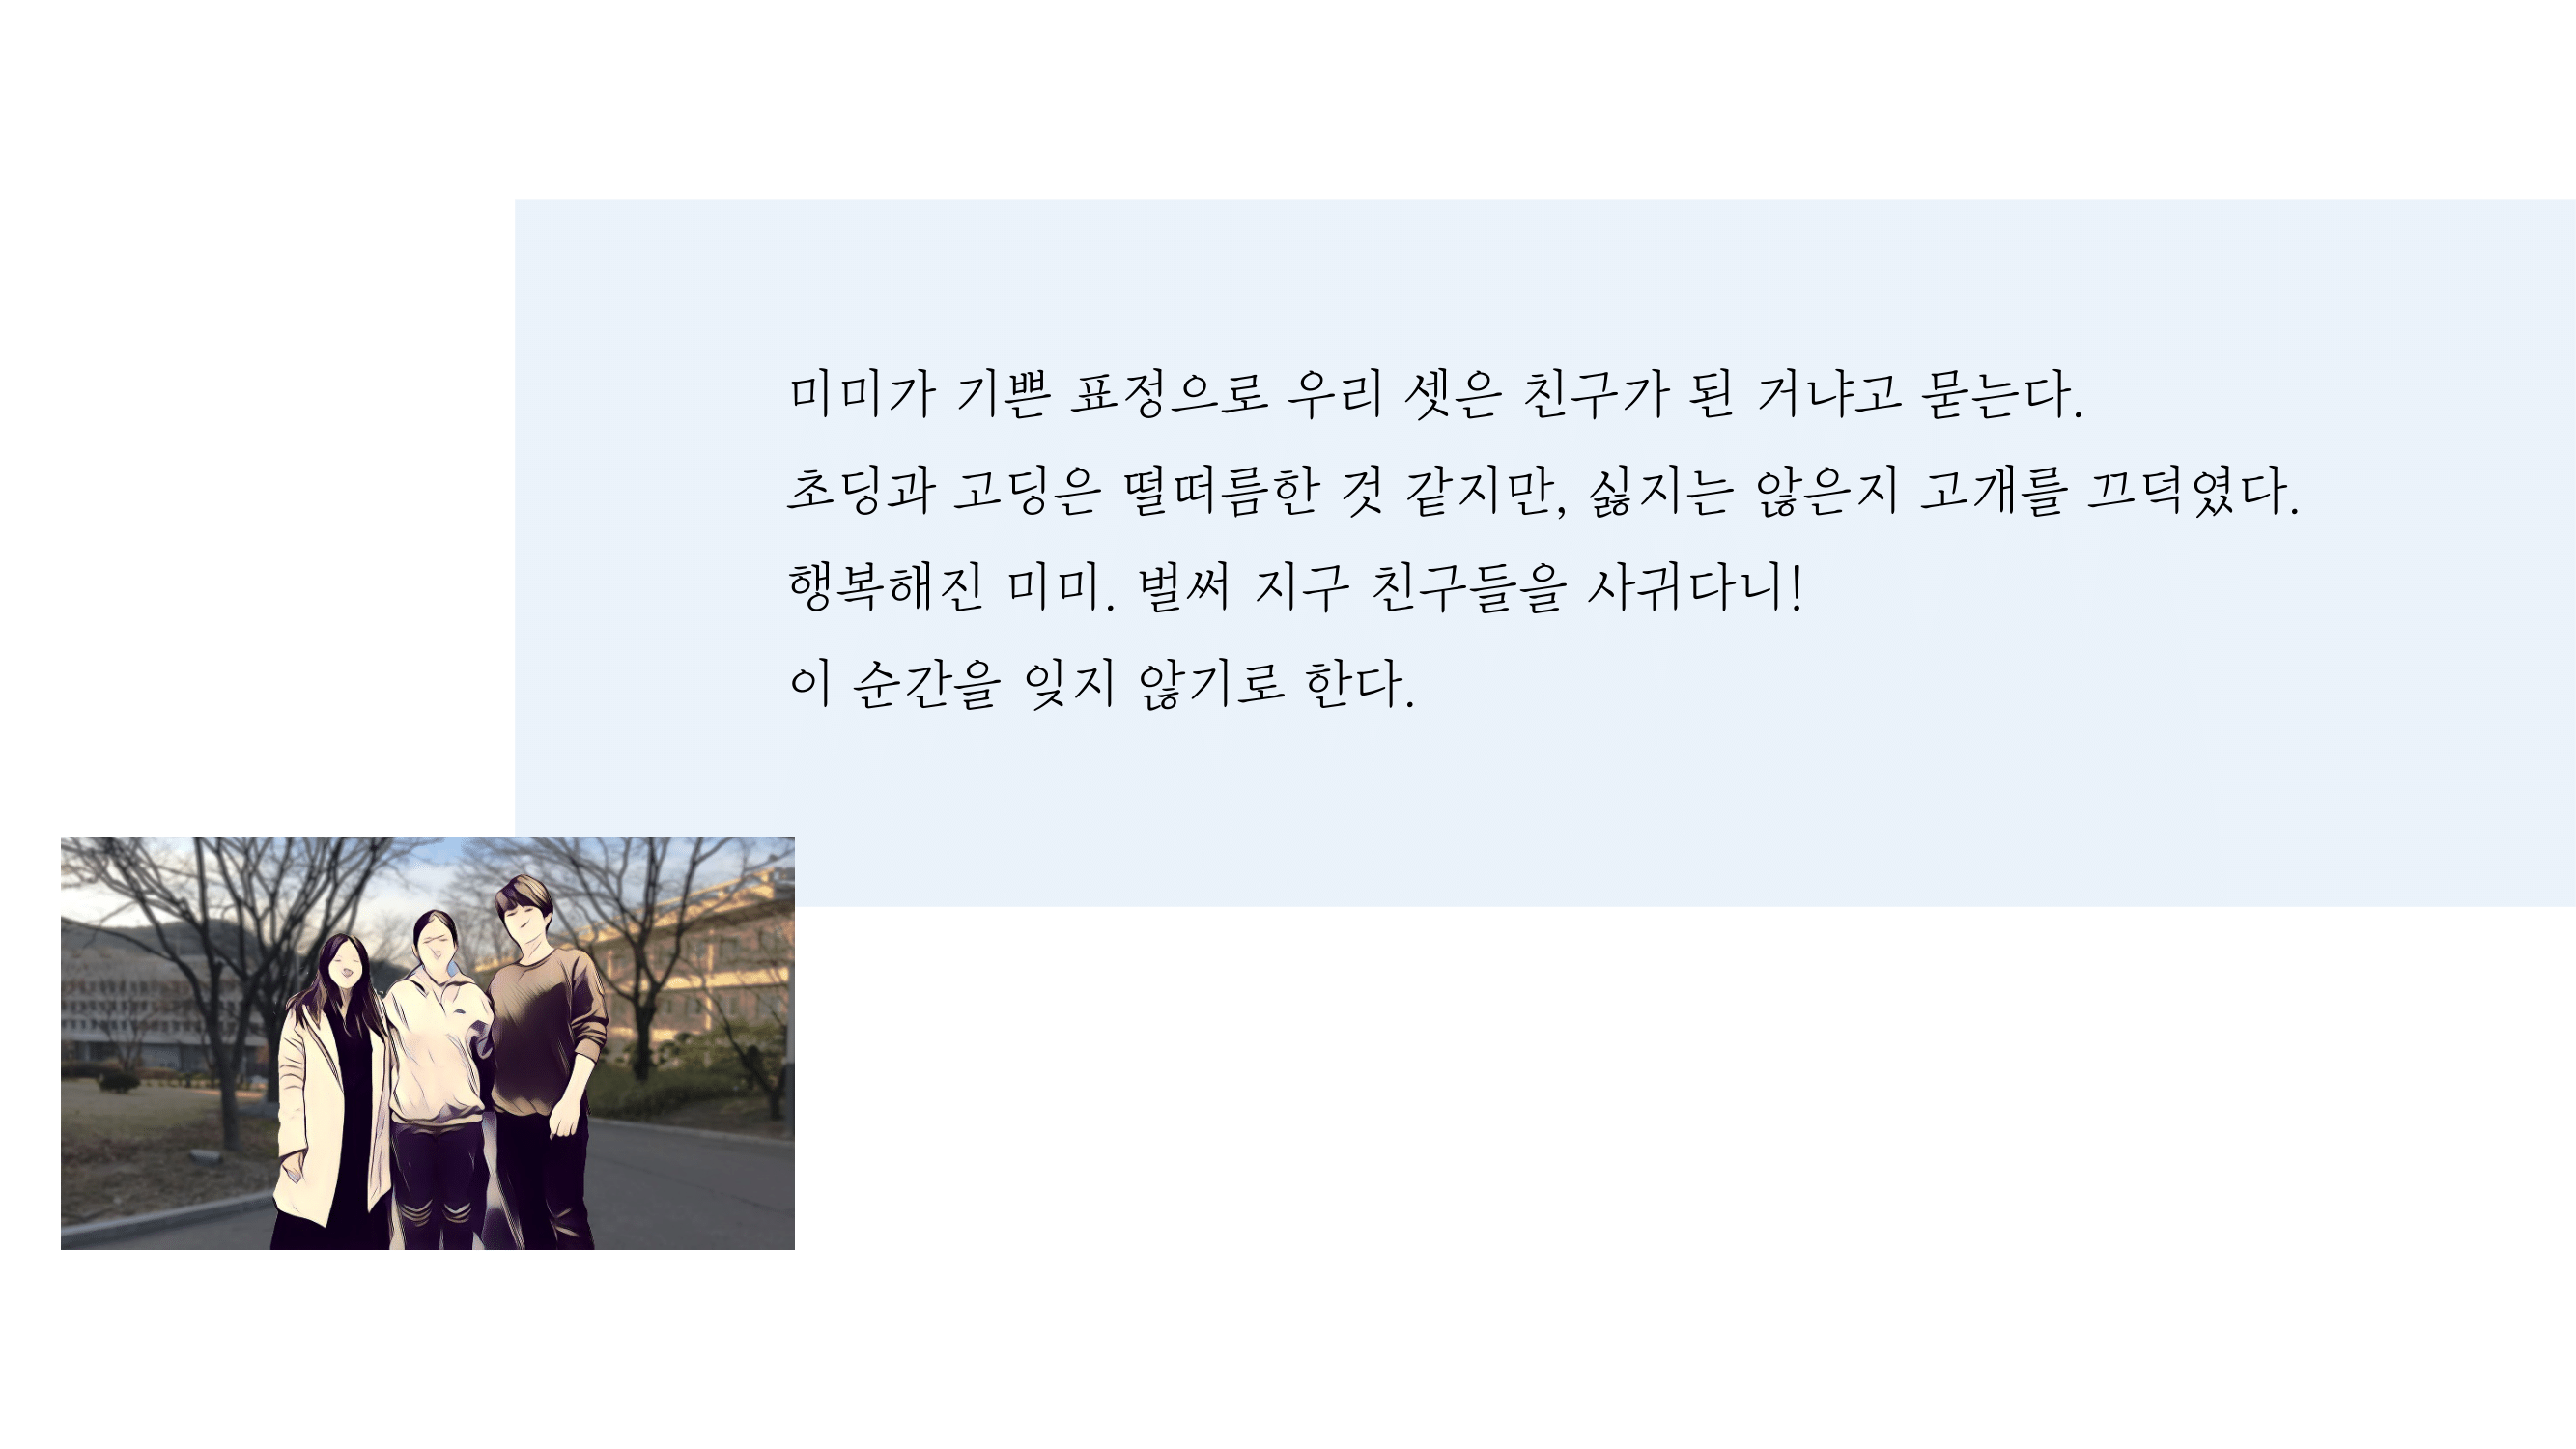 미미가 기쁜 표정으로 우리 셋은 친구가 된 거냐고 묻는다.
초딩과 고딩은 떨떠름한 것 같지만, 싫지는 않은지 고개를 끄덕였다.
행복해진 미미. 벌써 지구 친구들을 사귀다니!
이 순간을 잊지 않기로 한다.